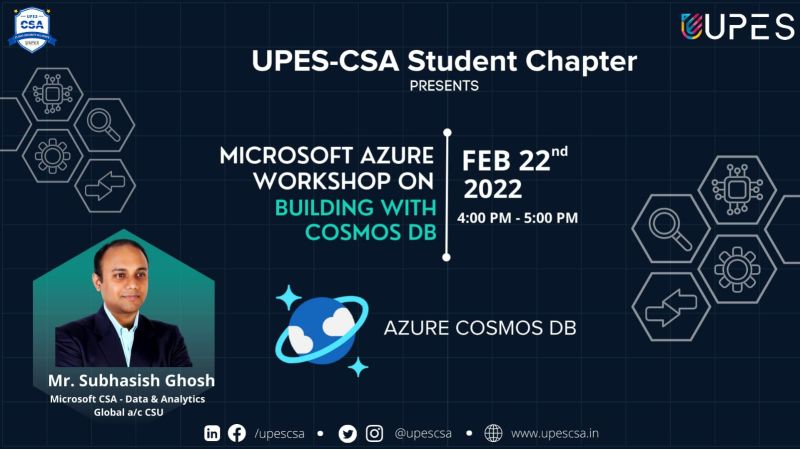 UPES
CSA
UPES
UPES-CSA Student Chapter
PRESENTS
MICROSOFT AZURE
WORKSHOP ON
BUILDING WITH
COSMOS DB
FEB 22nd
2022
4:00 PM - 5:00 PM
AZURE COSMOS DB
Mr. Subhasish Ghosh
Microsoft CSA - Data & Analytics
Global a/c CSU
/upescsa • @upescsa • www.upescsa.in